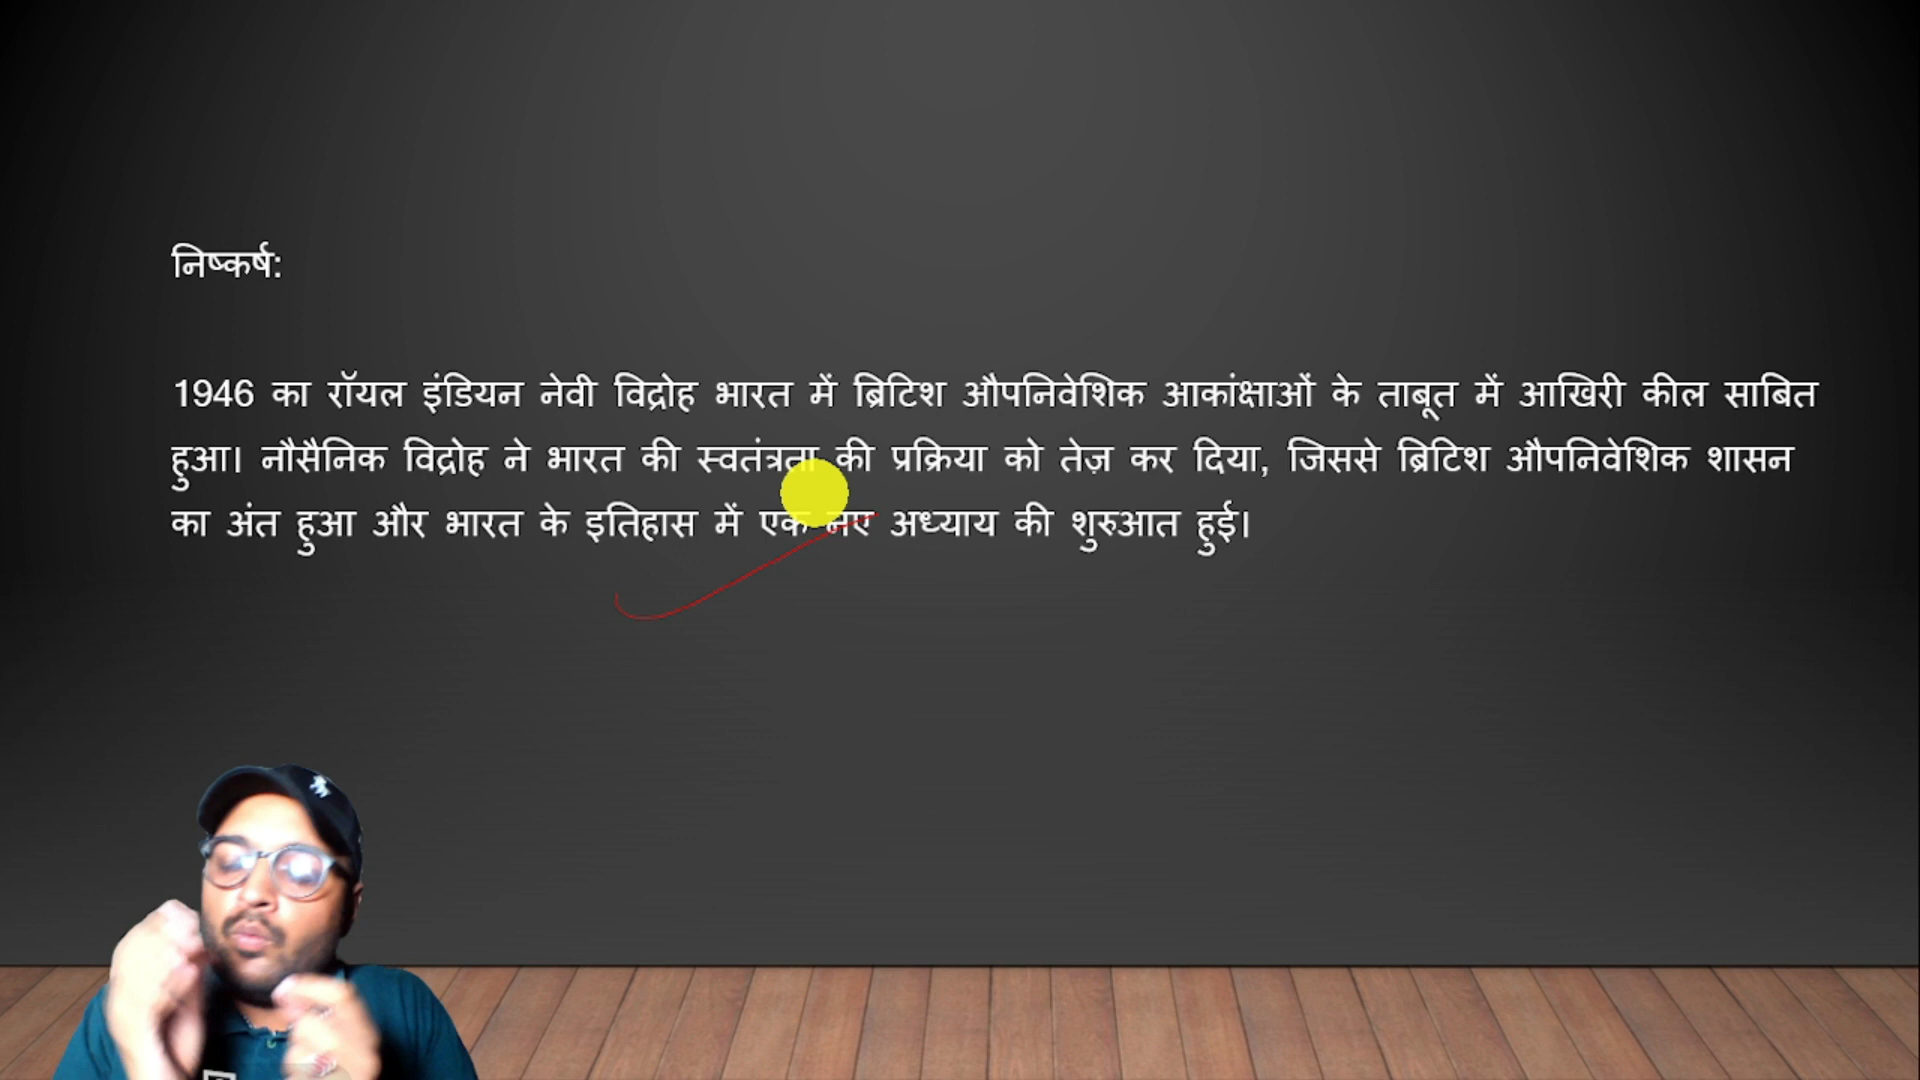 निष्कर्ष:
1946 का रॉयल इंडियन नेवी विद्रोह भारत में ब्रिटिश औपनिवेशिक आकांक्षाओं के ताबूत में आखिरी कील साबित
हुआ। नौसैनिक विद्रोह ने भारत की स्वतंत्रता की प्रक्रिया को तेज़ कर दिया, जिससे ब्रिटिश औपनिवेशिक शासन
का अंत हुआ और भारत के इतिहास में एक नए अध्याय की शुरुआत हुई।